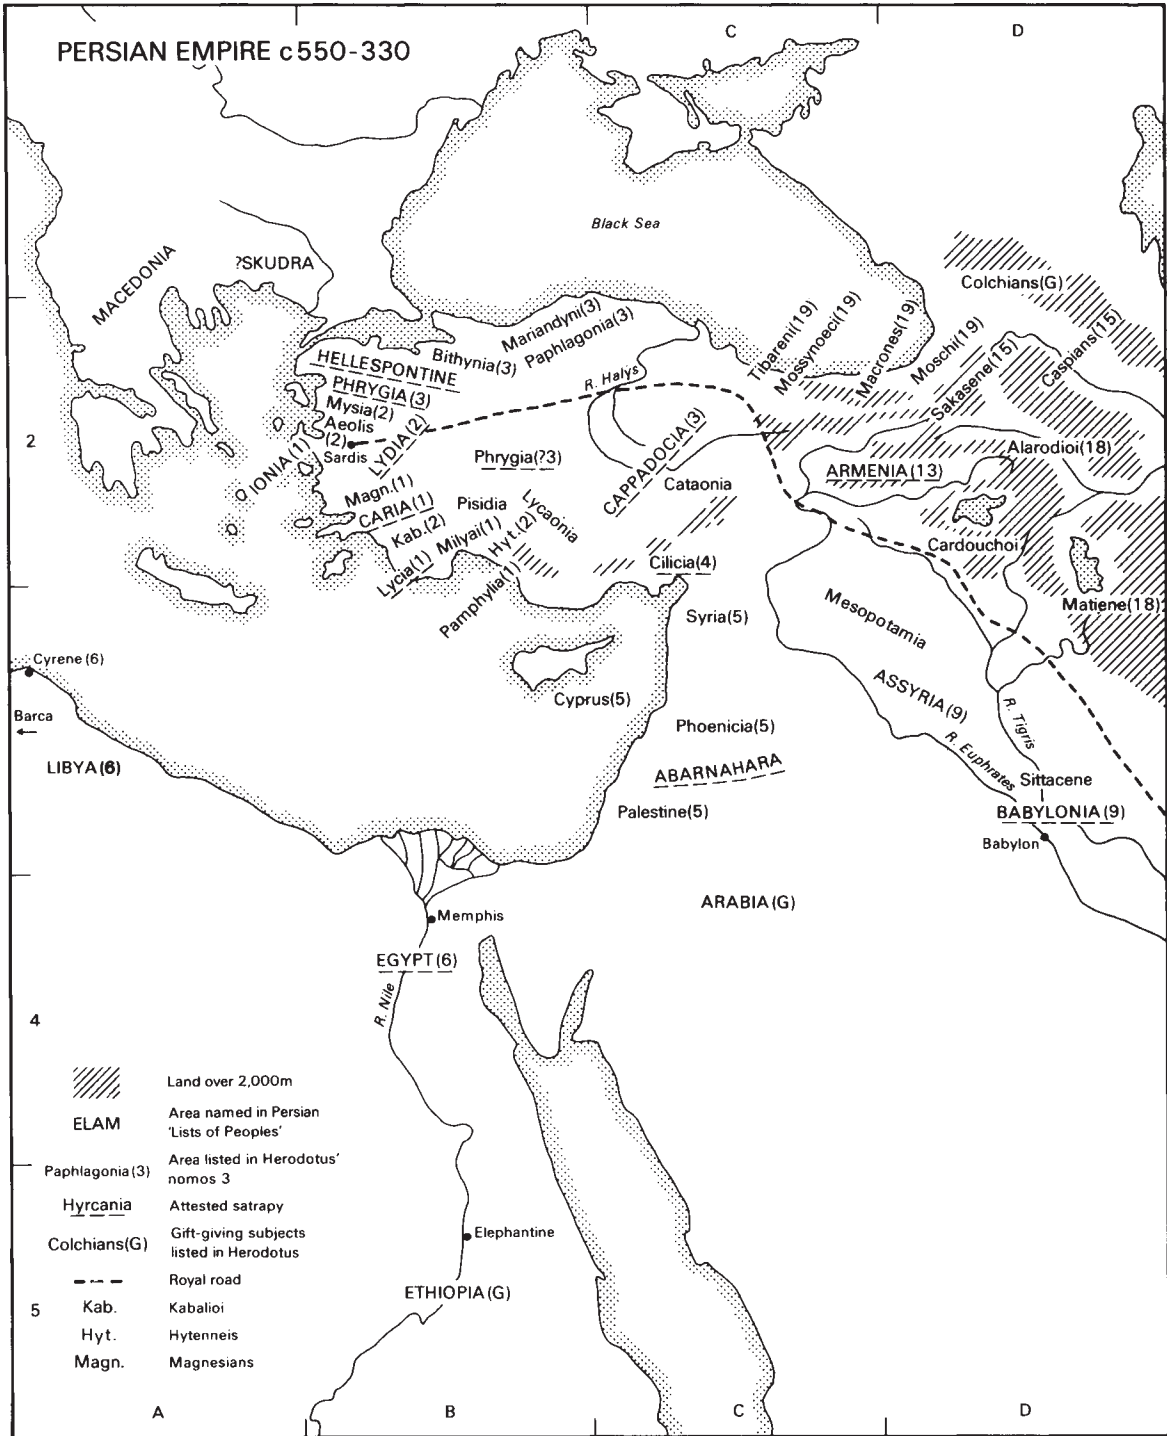 C
D
PERSIAN EMPIRE c550-330
Black Sea
MACEDONIA
?SKUDRA
Colchians(G)
Mariandyni(3)
Paphlagonia(3)
Bithynia(3)
Tibareni(19)
Mossynoeci(19)
Macrones(19)
Moschi(19)
Sakasene(15)
Caspians(15)
HELLESPONTINE
PHRYGIA(3)
R. Halys
Mysia(2)
Aeolis
(2)
2
Sardis
LYDIA(2)
IONIA(1)
Phrygia(?3)
CAPPADOCIA(3)
Cataonia
ARMENIA(13)
Alarodioi(18)
Magn.(1)
CARIA(1)
Pisidia
Lycaonia
Kab.(2)
Milyai(1)
Hyt.(2)
Lycia(1)
Pamphylia(1)
Cilicia(4)
Cardouchoi
Matiene(18)
Mesopotamia
Syria(5)
Cyrene(6)
Cyprus(5)
ASSYRIA(9)
Barca
Phoenicia(5)
R. Tigris
R. Euphrates
LIBYA(6)
ABARNAHARA
Sittacene
Palestine(5)
BABYLONIA(9)
Babylon
ARABIA(G)
Memphis
EGYPT(6)
R. Nile
4
Land over 2,000m
ELAM
Area named in Persian
'Lists of Peoples'
Paphlagonia(3)
Area listed in Herodotus'
nomos 3
Hyrcania
Attested satrapy
Colchians(G)
Gift-giving subjects
listed in Herodotus
Elephantine
Royal road
ETHIOPIA(G)
5
Kab.
Kabalioi
Hyt.
Hytenneis
Magn.
Magnesians
A
B
C
D